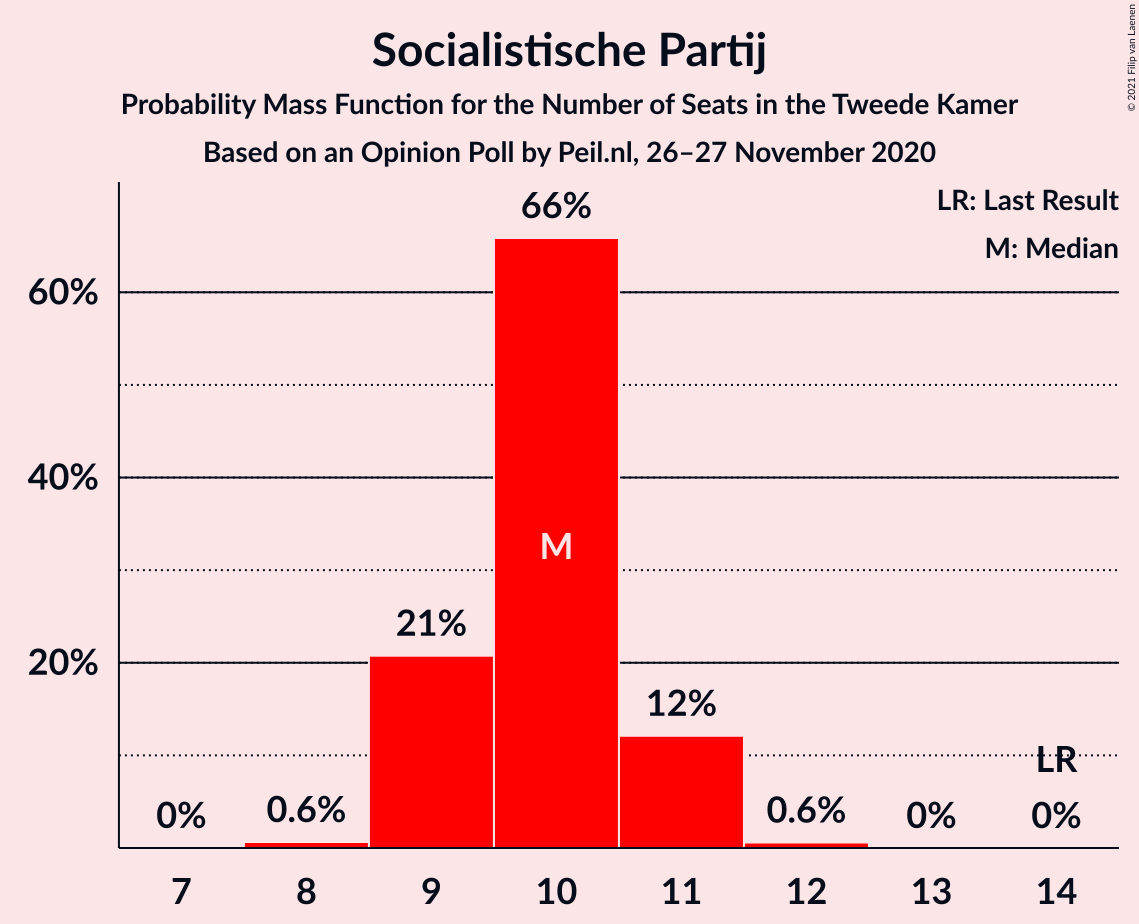 Socialistische Partij
Probability Mass Function for the Number of Seats in the Tweede Kamer
Based on an Opinion Poll by Peil.nl, 26–27 November 2020
© 2021 Filip van Laenen
LR: Last Result
M: Median
66%
60%
40%
M
21%
20%
12%
LR
0%
0.6%
0.6%
0%
0%
7 8 9 10 11 12 13 14